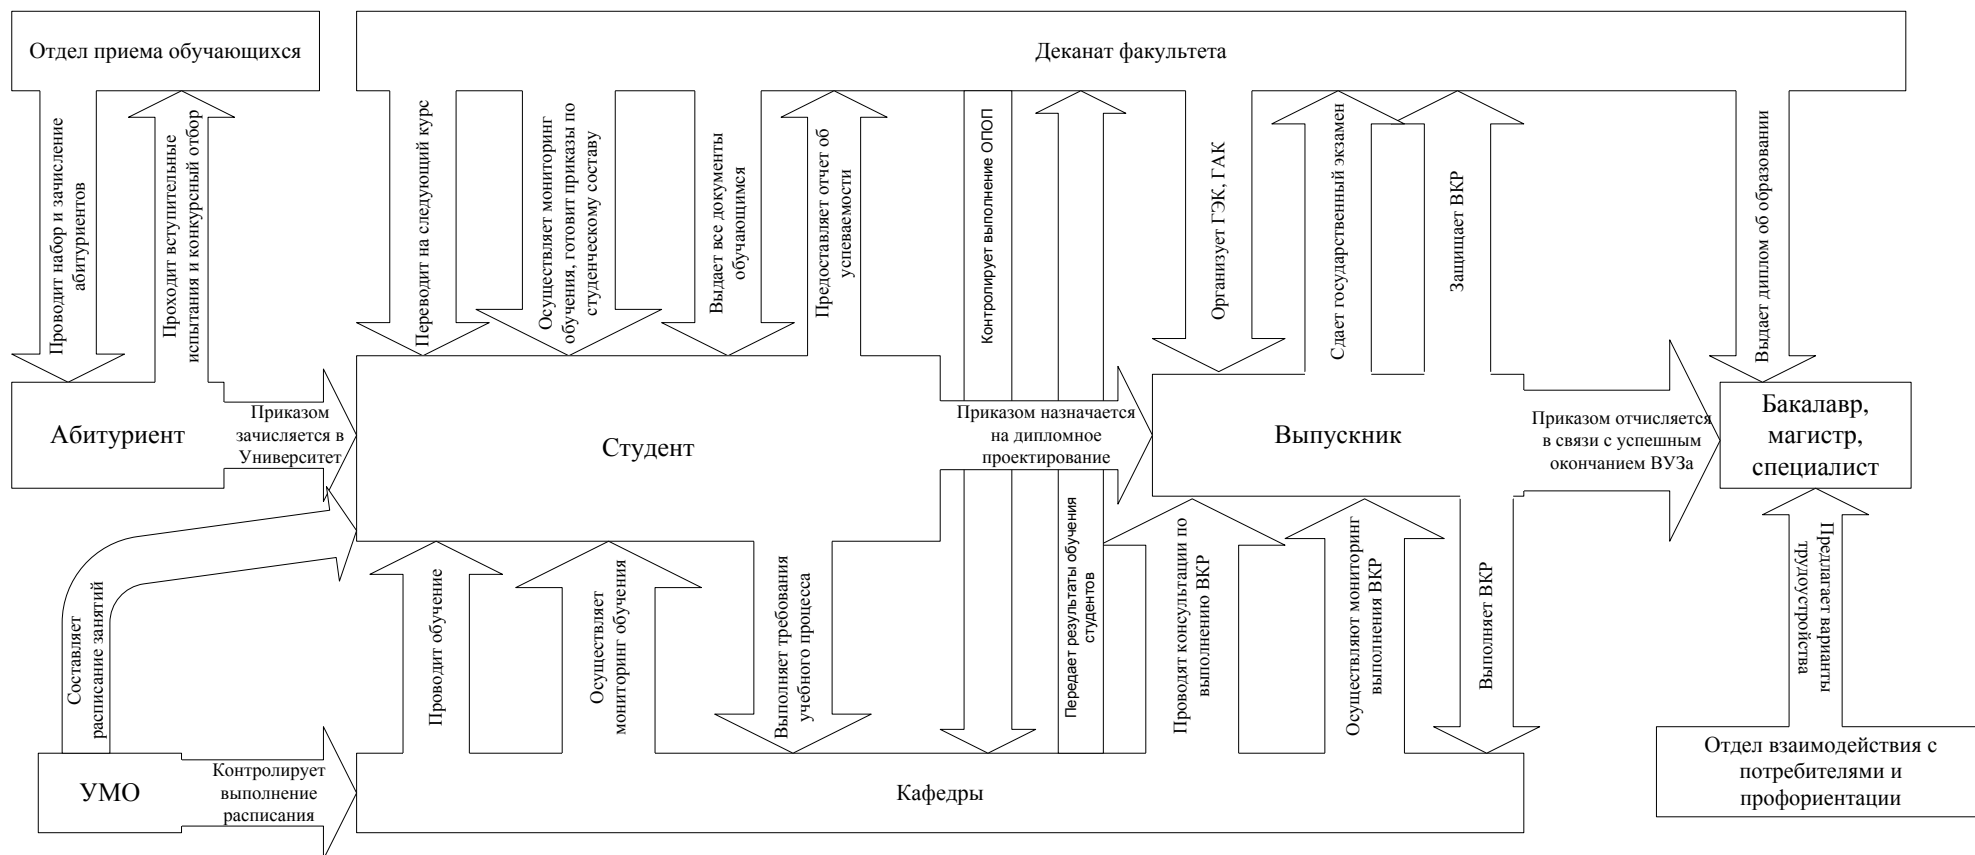 Отдел приема обучающихся
Деканат факультета
Проводит набор и зачисление
абитуриентов
Проходит вступительные
испытания и конкурсный отбор
Переводит на следующий курс
Осуществляет мониторинг
обучения, готовит приказы по
студенческому составу
Выдает все документы
обучающимся
Предоставляет отчет об
успеваемости
Контролирует выполнение ОПОП
Организует ГЭК, ГАК
Сдает государственный экзамен
Защищает ВКР
Выдает диплом об образовании
Абитуриент
Приказом
зачисляется в
Университет
Студент
Приказом назначается
на дипломное
проектирование
Выпускник
Приказом отчисляется
в связи с успешным
окончанием ВУЗа
Бакалавр,
магистр,
специалист
Составляет
расписание занятий
Проводит обучение
Осуществляет
мониторинг обучения
Выполняет требования
учебного процесса
Передает результаты обучения
студентов
Проводят консультации по
выполнению ВКР
Осуществляют мониторинг
выполнения ВКР
Выполняет ВКР
Предлагает варианты
трудоустройства
УМО
Контролирует
выполнение
расписания
Кафедры
Отдел взаимодействия с
потребителями и
профориентации